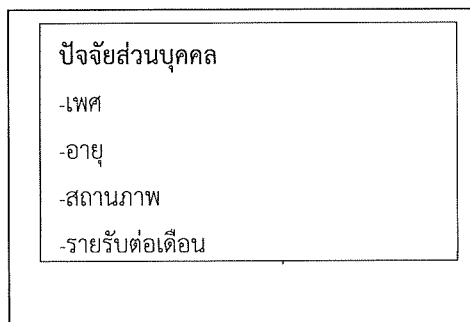 ปัจจัยส่วนบุคคล
-เพศ
-อายุ
-สถานภาพ
-รายรับต่อเดือน